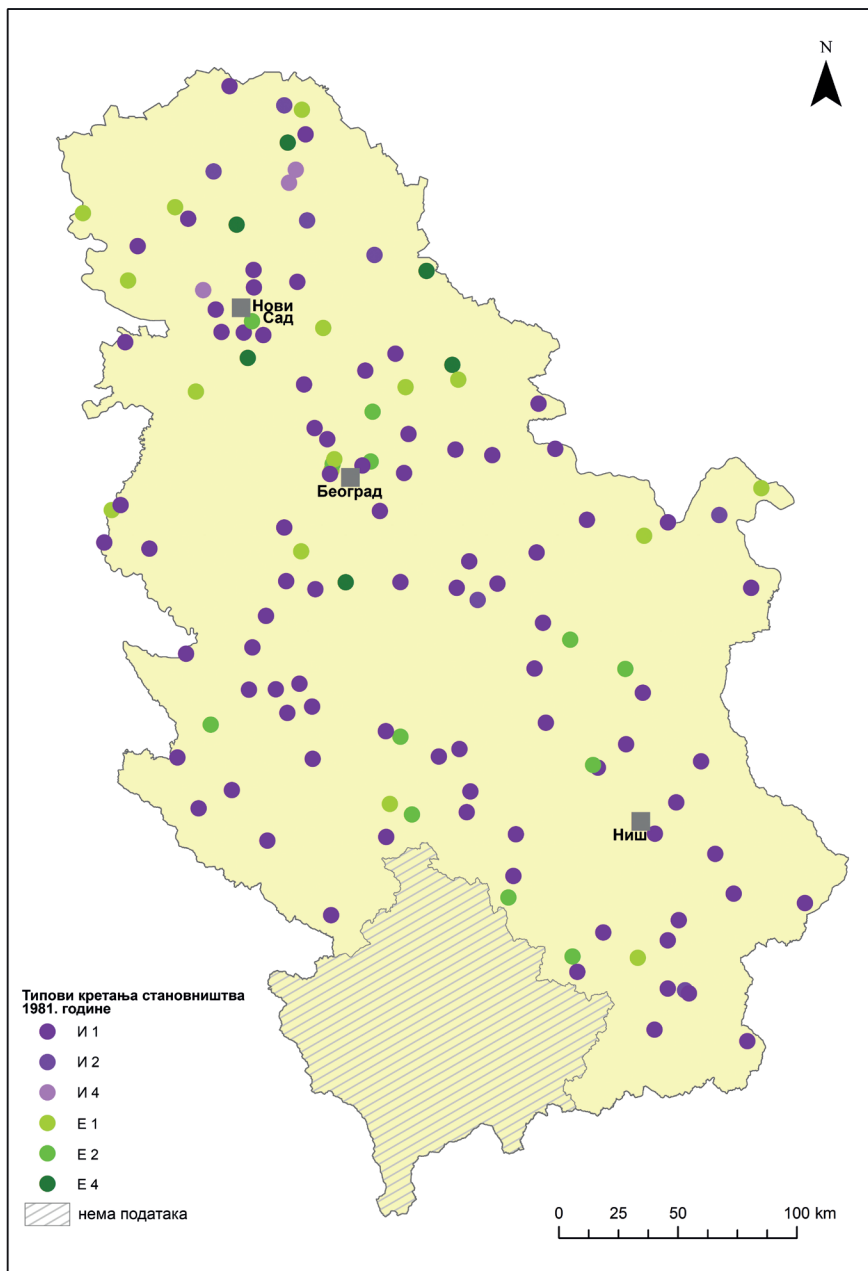 N
Нови
Сад
Београд
Ниш
Типови кретања становништва
1981. године
И 1
И 2
И 4
Е 1
Е 2
Е 4
нема података
0 25 50 100 km